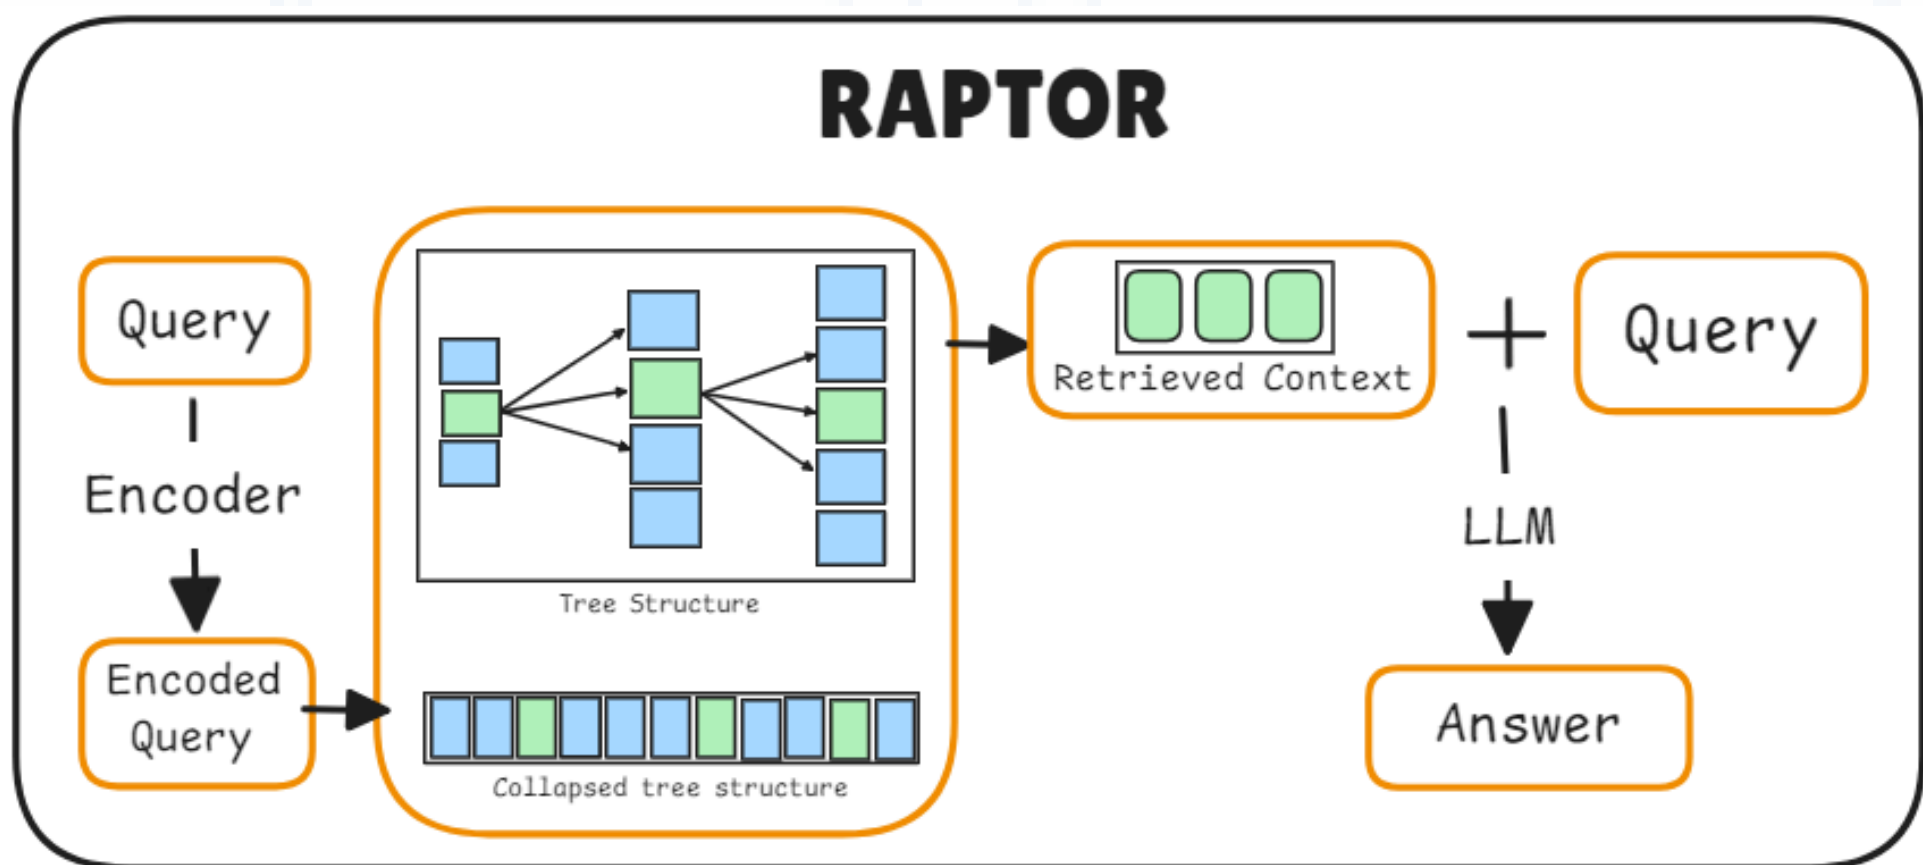 RAPTOR
Query
Encoder
Encoded
Query
Tree Structure
Collapsed tree structure
Retrieved Context
Query
LLM
Answer